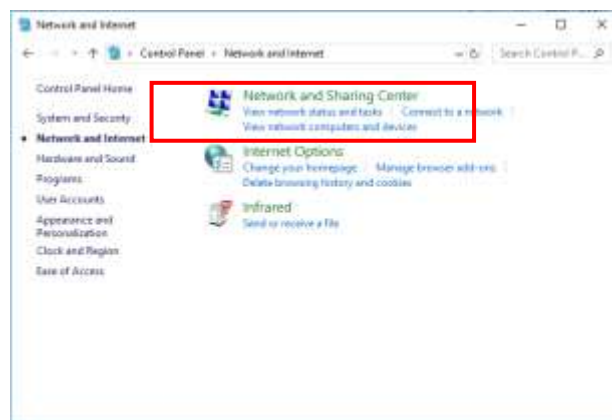 Network and Internet
Control Panel › Network and Internet
Search Control P...
Control Panel Home
System and Security
Network and Internet
Hardware and Sound
Programs
User Accounts
Appearance and
Personalization
Clock and Region
Ease of Access
Network and Sharing Center
View network status and tasks Connect to a network
View network computers and devices
Internet Options
Change your homepage Manage browser add-ons
Delete browsing history and cookies
Infrared
Send or receive a file